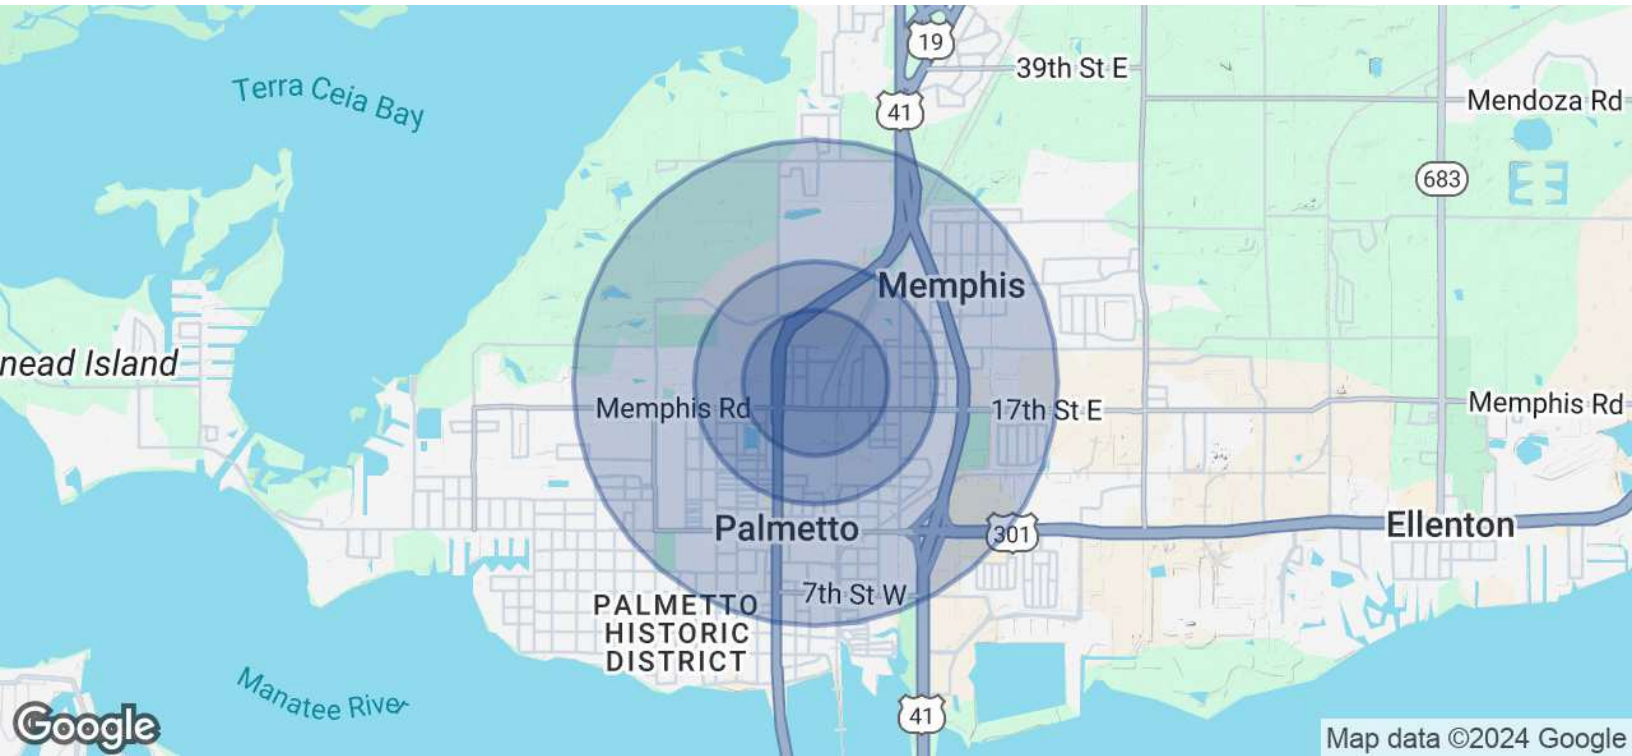 19
39th St E
Terra Ceia Bay
41
Mendoza Rd
683
Memphis
nead Island
Memphis Rd
17th St E
Memphis Rd
Palmetto
301
Ellenton
7th St W
PALMETTO
HISTORIC
DISTRICT
Manatee River
41
Google
Map data ©2024 Google